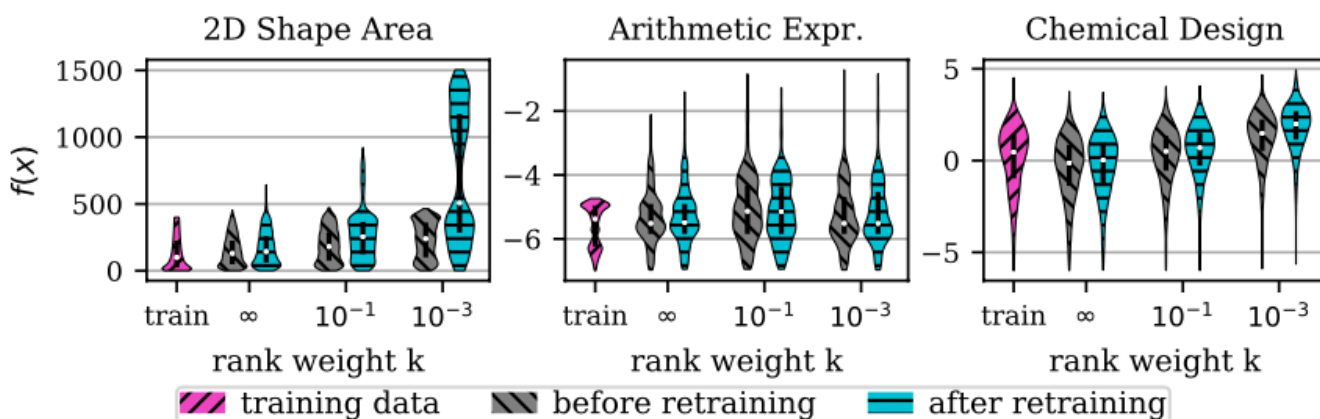 2D Shape Area
Arithmetic Expr.
Chemical Design
f(x)
1500
1000
500
0
−2
−4
−6
5
0
−5
train ∞ 10⁻¹ 10⁻³
train ∞ 10⁻¹ 10⁻³
train ∞ 10⁻¹ 10⁻³
rank weight k
rank weight k
rank weight k
training data before retraining after retraining